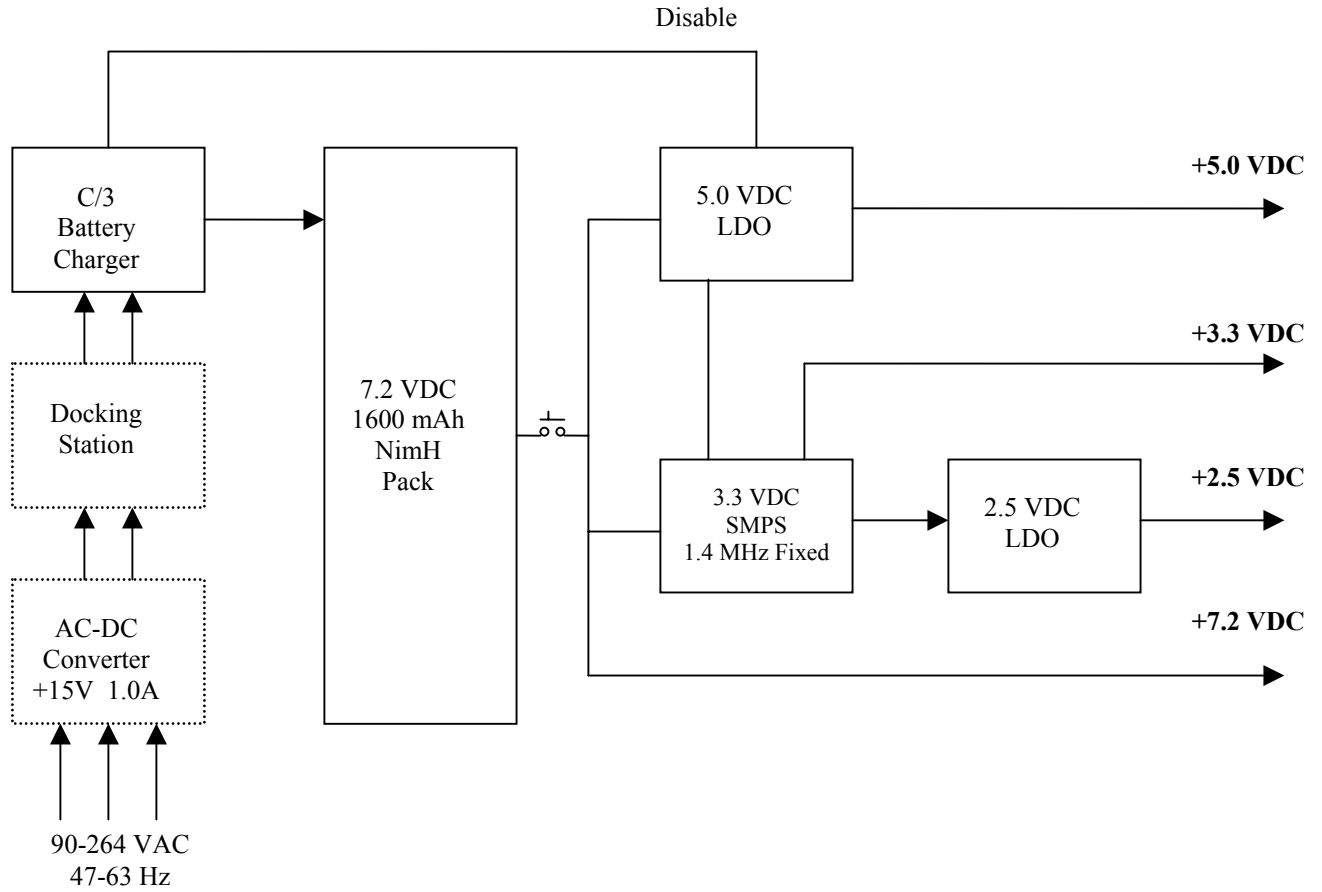 Disable
C/3
Battery
Charger
Docking
Station
AC-DC
Converter
+15V 1.0A
90-264 VAC
47-63 Hz
7.2 VDC
1600 mAh
NimH
Pack
5.0 VDC
LDO
3.3 VDC
SMPS
1.4 MHz Fixed
2.5 VDC
LDO
+5.0 VDC
+3.3 VDC
+2.5 VDC
+7.2 VDC